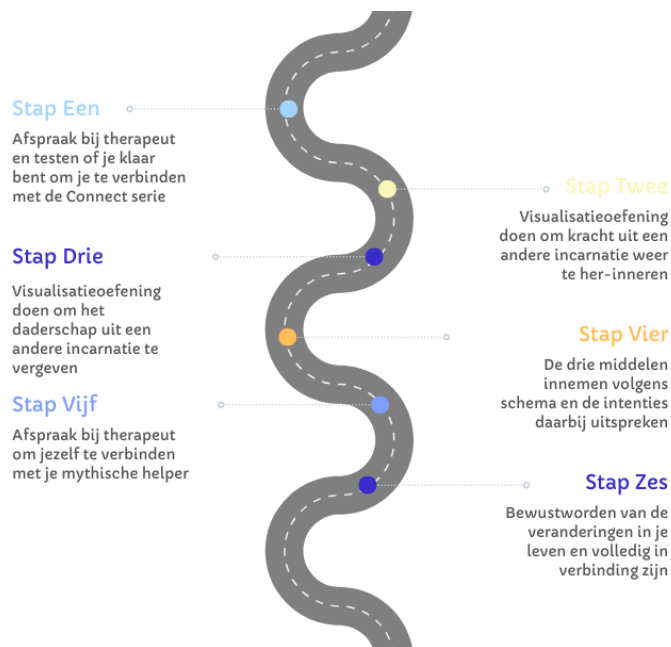 Stap Een
Afspraak bij therapeut
en testen of je klaar
bent om je te verbinden
met de Connect serie
Stap Twee
Visualisatieoefening
doen om kracht uit een
andere incarnatie weer
te her-inneren
Stap Drie
Visualisatieoefening
doen om het
daderschap uit een
andere incarnatie te
vergeven
Stap Vier
De drie middelen
innemen volgens
schema en de intenties
daarbij uitspreken
Stap Vijf
Afspraak bij therapeut
om jezelf te verbinden
met je mythische helper
Stap Zes
Bewustworden van de
veranderingen in je
leven en volledig in
verbinding zijn